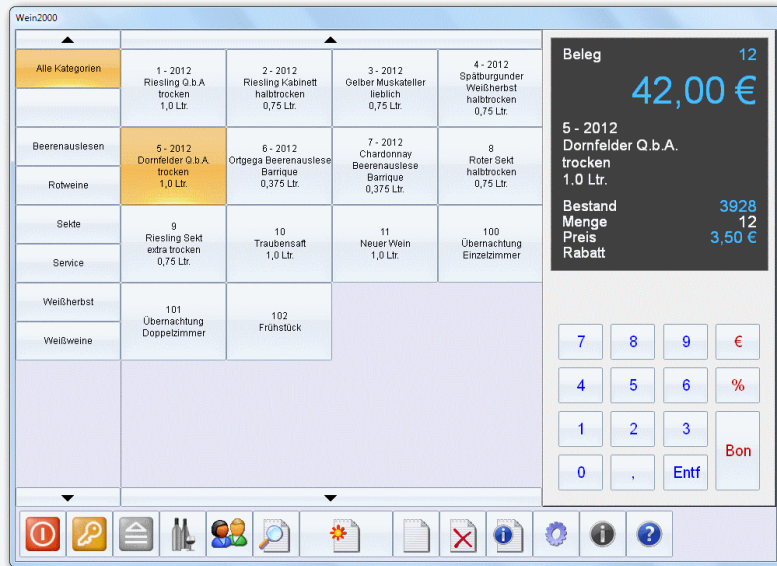 Wein2000
Alle Kategorien
Beerenauslesen
Rotweine
Sekte
Service
Weißherbst
Weißweine
1 - 2012
Riesling Q.b.A
trocken
1,0 Ltr.
2 - 2012
Riesling Kabinett
halbtrocken
0,75 Ltr.
3 - 2012
Gelber Muskateller
lieblich
0,75 Ltr.
4 - 2012
Spätburgunder
Weißherbst
halbtrocken
0,75 Ltr.
5 - 2012
Dornfelder Q.b.A.
trocken
1,0 Ltr.
6 - 2012
Ortgega Beerenauslese
Barrique
0,375 Ltr.
7 - 2012
Chardonnay
Beerenauslese
Barrique
0,375 Ltr.
8
Roter Sekt
halbtrocken
0,75 Ltr.
9
Riesling Sekt
extra trocken
0,75 Ltr.
10
Traubensaft
1,0 Ltr.
11
Neuer Wein
1,0 Ltr.
100
Übernachtung
Einzelzimmer
101
Übernachtung
Doppelzimmer
102
Frühstück
Beleg 12
42,00 €
5 - 2012
Dornfelder Q.b.A.
trocken
1,0 Ltr.
Bestand 3928
Menge 12
Preis 3,50 €
Rabatt
7 8 9 €
4 5 6 %
1 2 3
Bon
0 , Entf